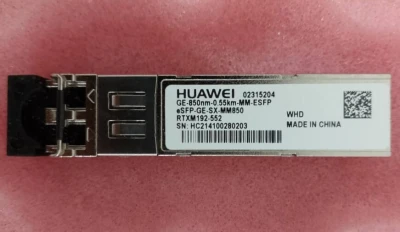 HUAWEI 02315204
GE-850nm-0.55km-MM-ESFP
eSFP-GE-SX-MM850
RTXM192-552 WHD
SN: HC214100280203 MADE IN CHINA